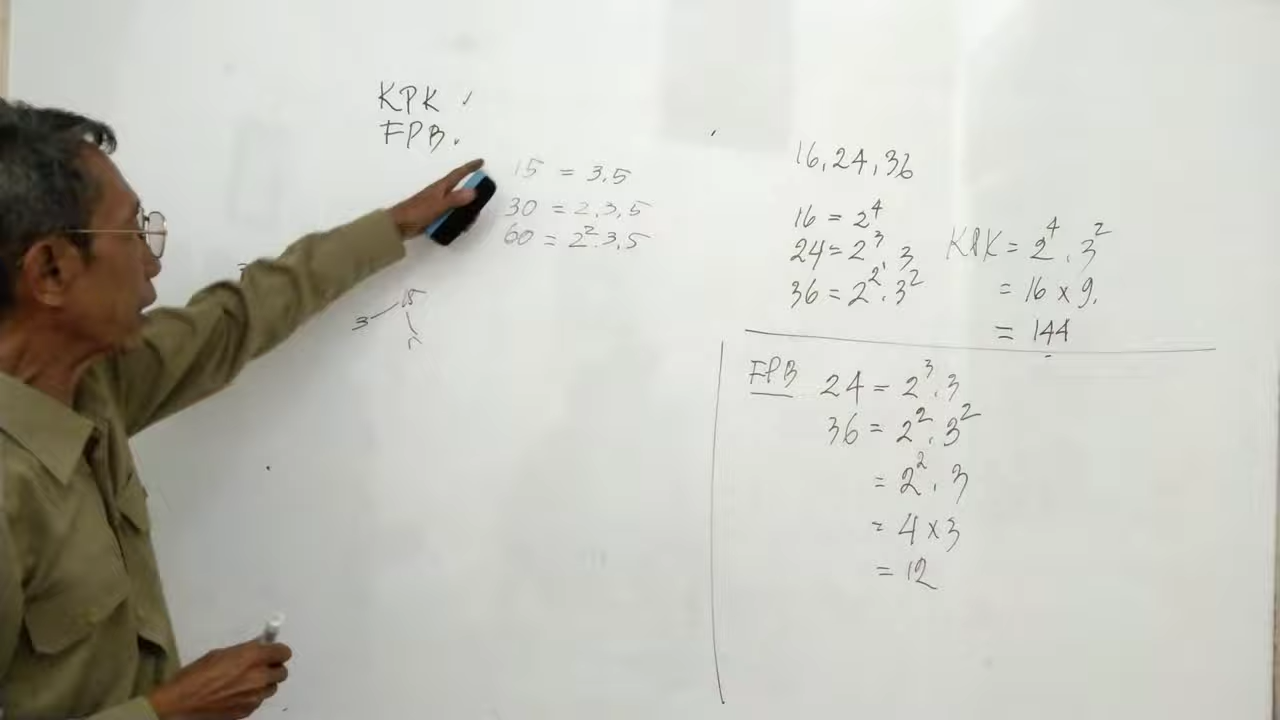 KPK
FPB.
15 = 3.5
30 = 2.3.5
60 = 2².3.5
15
3
16, 24, 36
16 = 2⁴
24 = 2³. 3
36 = 2². 3²
KPK = 2⁴. 3²
= 16 x 9.
= 144
FPB 24 = 2³. 3
36 = 2². 3²
= 2². 3
= 4 x 3
= 12